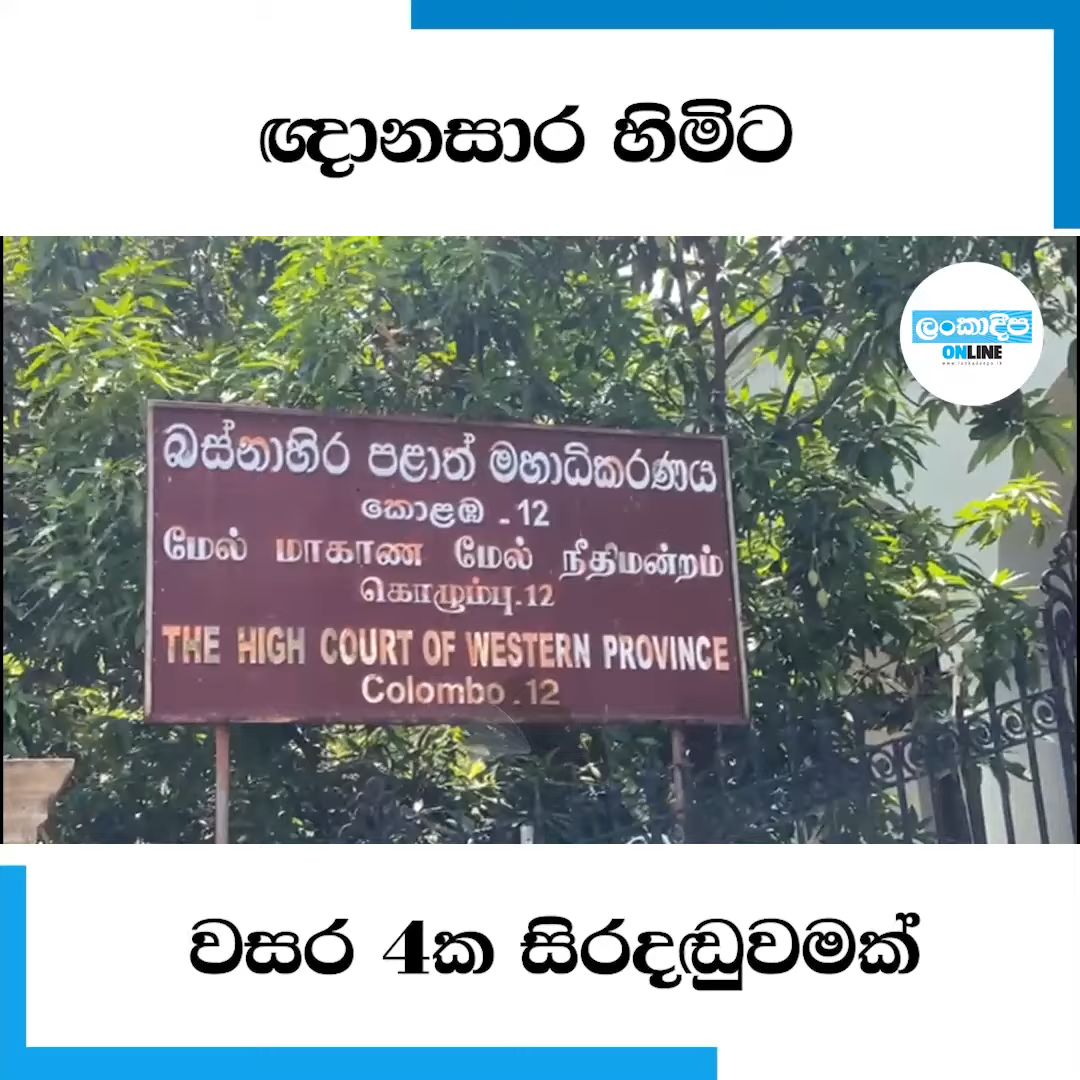 ඥානසාර හිමිට
ලංකාදීප
ONLINE
බස්නාහිර පළාත් මහාධිකරණය
කොළඹ - 12
மேல் மாகாண மேல் நீதிமன்றம்
கொழும்பு.12
THE HIGH COURT OF WESTERN PROVINCE
Colombo .12
වසර 4ක සිරදඬුවමක්